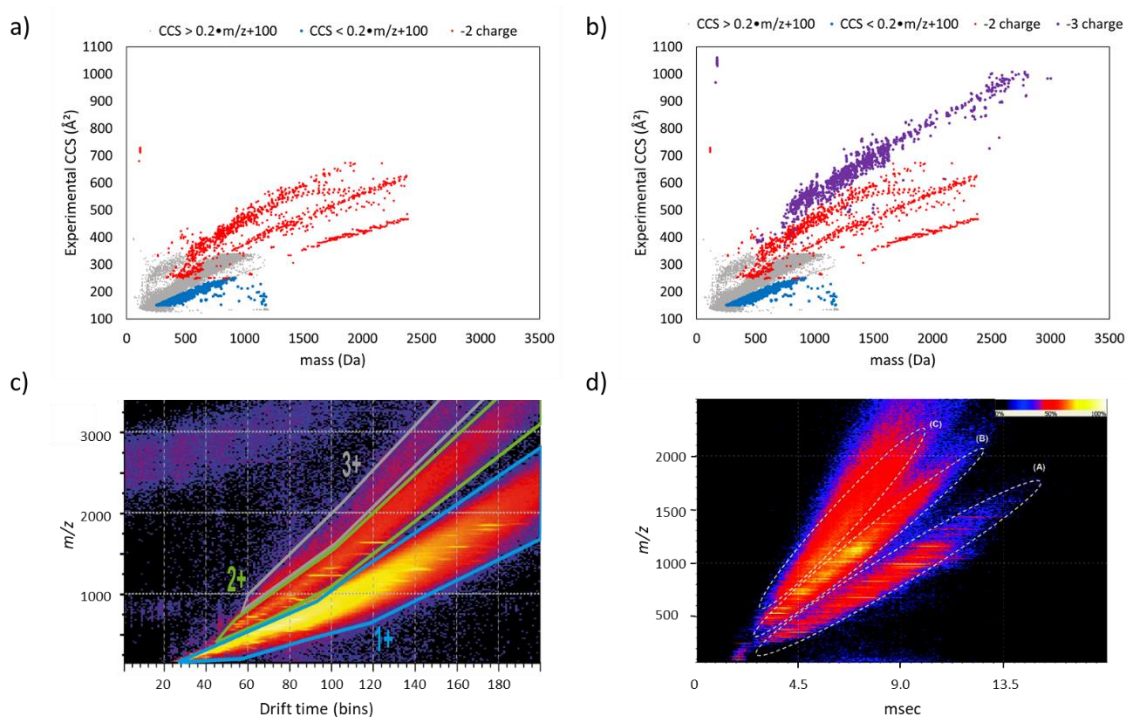 a)
CCS > 0.2•m/z+100 CCS < 0.2•m/z+100 -2 charge
Experimental CCS (Å²)
1100
1000
900
800
700
600
500
400
300
200
100
500 1000 1500 2000 2500 3000 3500
mass (Da)
b)
CCS > 0.2•m/z+100 CCS < 0.2•m/z+100 -2 charge -3 charge
Experimental CCS (Å²)
1100
1000
900
800
700
600
500
400
300
200
100
500 1000 1500 2000 2500 3000 3500
mass (Da)
c)
m/z
3000
2000
1000
3+
2+
1+
0 20 40 60 80 100 120 140 160 180
Drift time (bins)
d)
0% 50% 100%
m/z
2000
1500
1000
500
(C)
(B)
(A)
0 4.5 9.0 13.5
msec